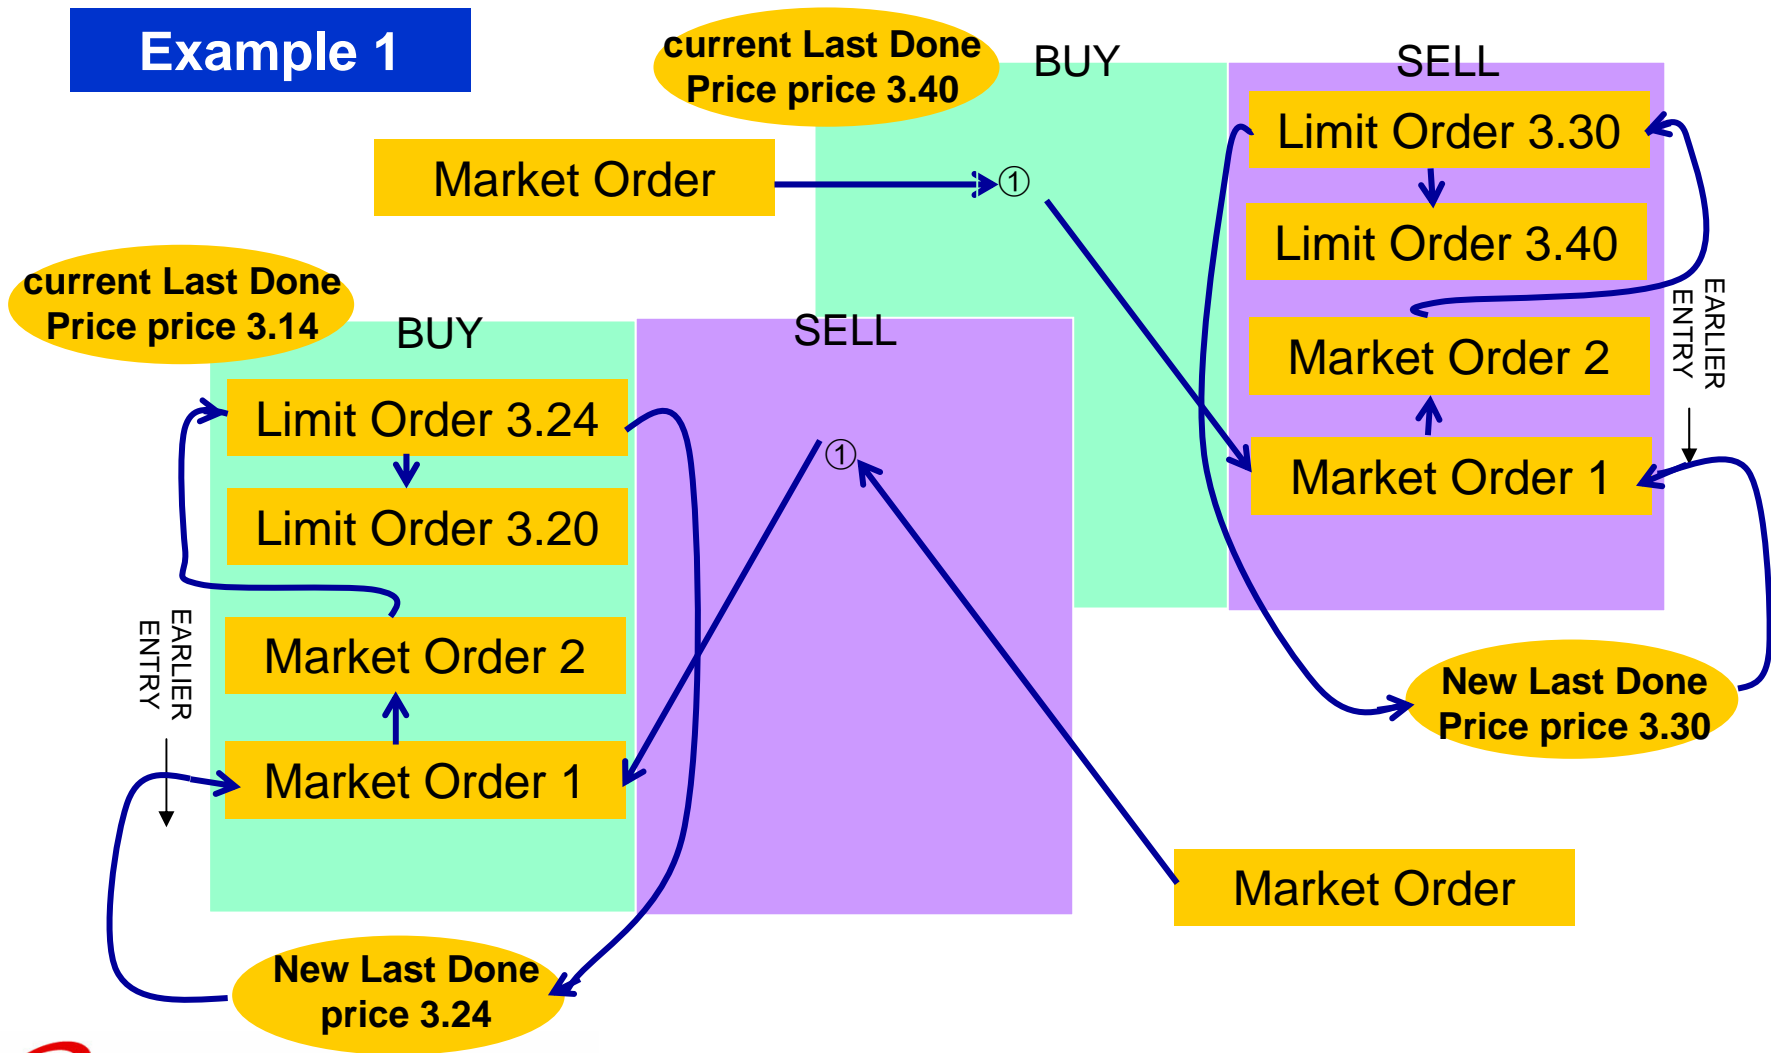 Example 1
current Last Done
Price price 3.40
BUY
SELL
Limit Order 3.30
Market Order
①
Limit Order 3.40
EARLIER
ENTRY
Market Order 2
Market Order 1
New Last Done
Price price 3.30
current Last Done
Price price 3.14
BUY
SELL
Limit Order 3.24
①
Limit Order 3.20
EARLIER
ENTRY
Market Order 2
Market Order 1
Market Order
New Last Done
price 3.24